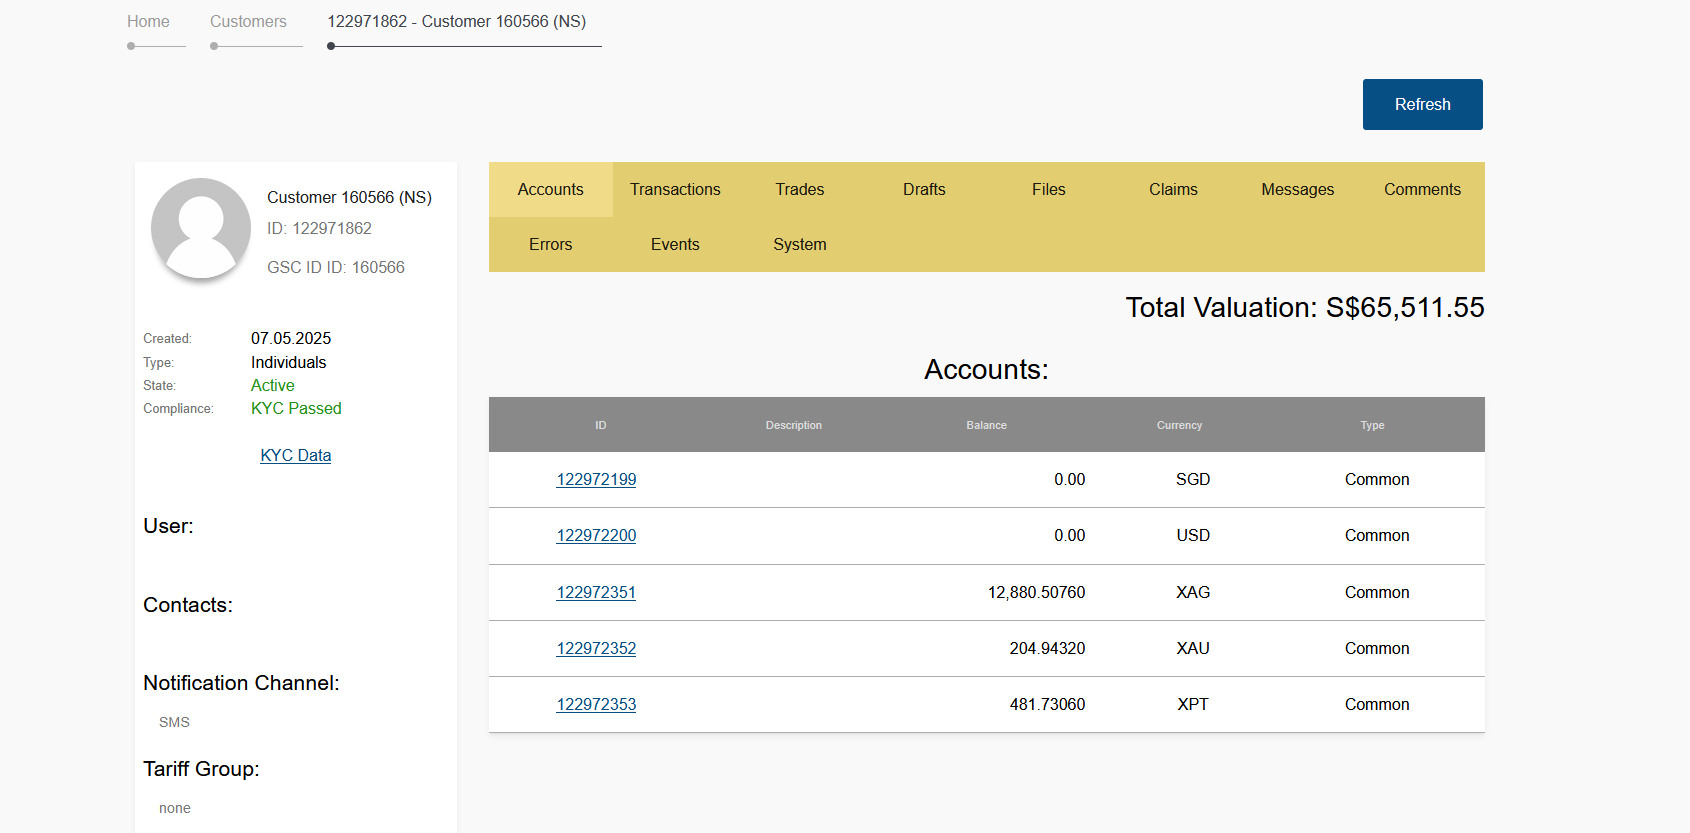 Home
Customers
122971862 - Customer 160566 (NS)
Refresh
Customer 160566 (NS)
ID: 122971862
GSC ID ID: 160566
Created: 07.05.2025
Type: Individuals
State: Active
Compliance: KYC Passed
KYC Data
User:
Contacts:
Notification Channel:
SMS
Tariff Group:
none
Accounts Transactions Trades Drafts Files Claims Messages Comments
Errors Events System
Total Valuation: S$65,511.55
Accounts:
ID Description Balance Currency Type
122972199 0.00 SGD Common
122972200 0.00 USD Common
122972351 12,880.50760 XAG Common
122972352 204.94320 XAU Common
122972353 481.73060 XPT Common